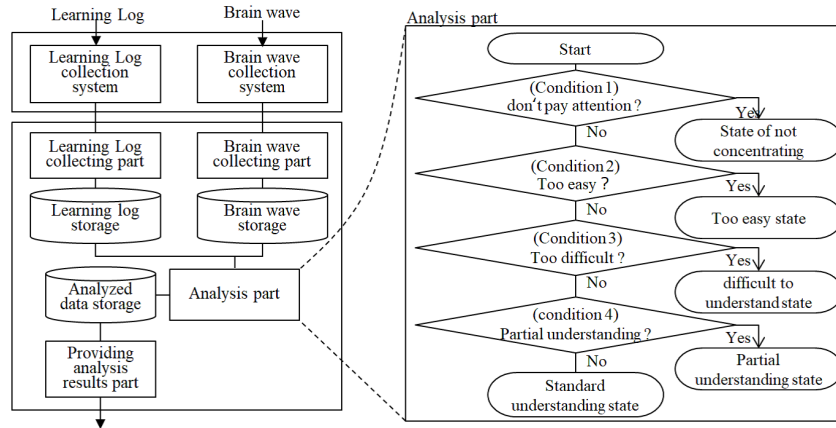 Learning Log
Brain wave
Learning Log
collection
system
Brain wave
collection
system
Learning Log
collecting part
Brain wave
collecting part
Learning log
storage
Brain wave
storage
Analyzed
data storage
Analysis part
Providing
analysis
results part
Analysis part
Start
(Condition 1)
don't pay attention ?
Yes
No
State of not
concentrating
(Condition 2)
Too easy ?
Yes
No
Too easy state
(Condition 3)
Too difficult ?
Yes
No
difficult to
understand state
(condition 4)
Partial understanding ?
Yes
No
Partial
understanding state
Standard
understanding state